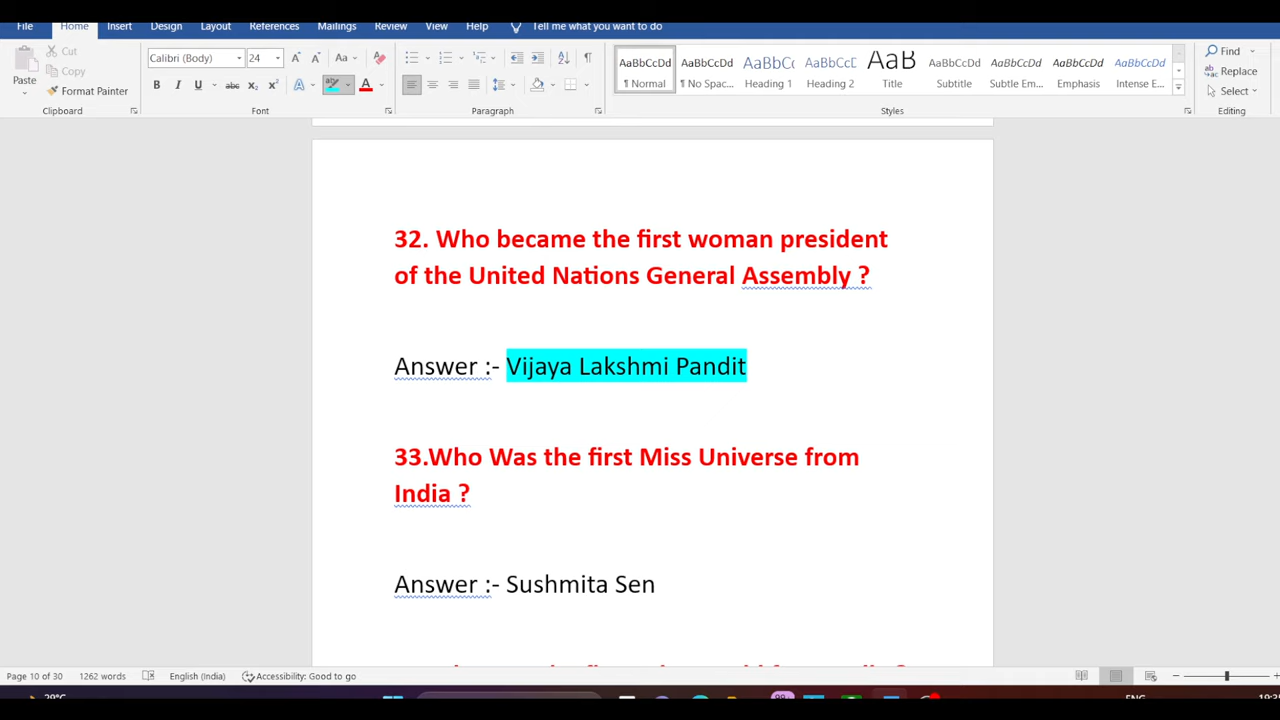 File Home Insert Design Layout References Mailings Review View Help Tell me what you want to do
Paste
Cut
Copy
Format Painter
Clipboard
Calibri (Body) 24
Font
Paragraph
AaBbCcDd AaBbCcDd AaBbCcD AaBbCcD AaB AaBbCcDd AaBbCcDd AaBbCcDd AaBbCcDd
¶ Normal ¶ No Spac... Heading 1 Heading 2 Title Subtitle Subtle Em... Emphasis Intense E...
Styles
Find
Replace
Select
Editing
32. Who became the first woman president
of the United Nations General Assembly ?
Answer :- Vijaya Lakshmi Pandit
33.Who Was the first Miss Universe from
India ?
Answer :- Sushmita Sen
Page 10 of 30 1262 words English (India) Accessibility: Good to go